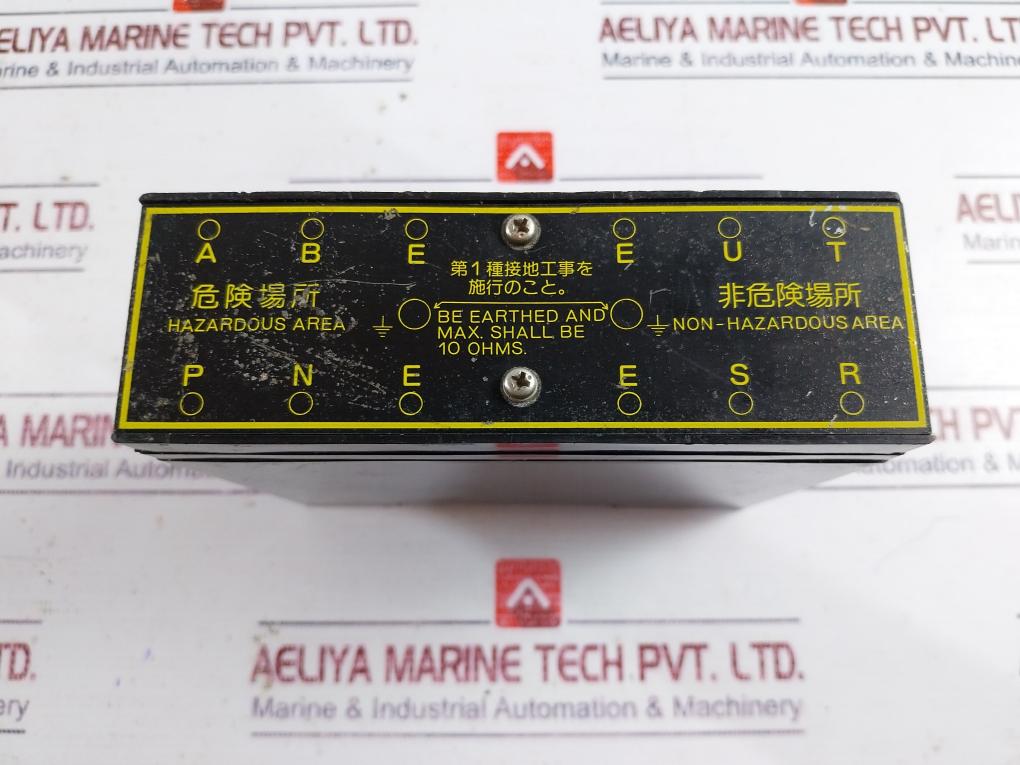 AELIYA MARINE TECH PVT. LTD.
Marine & Industrial Automation & Machinery
AELIYA MARINE TECH PVT. LTD.
Marine & Industrial Automation & Machinery
LTD.
A B E E U T
第1種接地工事を
施行のこと。
危険場所
非危険場所
HAZARDOUS AREA
BE EARTHED AND
MAX. SHALL BE
10 OHMS.
NON-HAZARDOUS AREA
P N E E S R
AELIYA MARINE TECH PVT. LTD.
Marine & Industrial Automation & Machinery